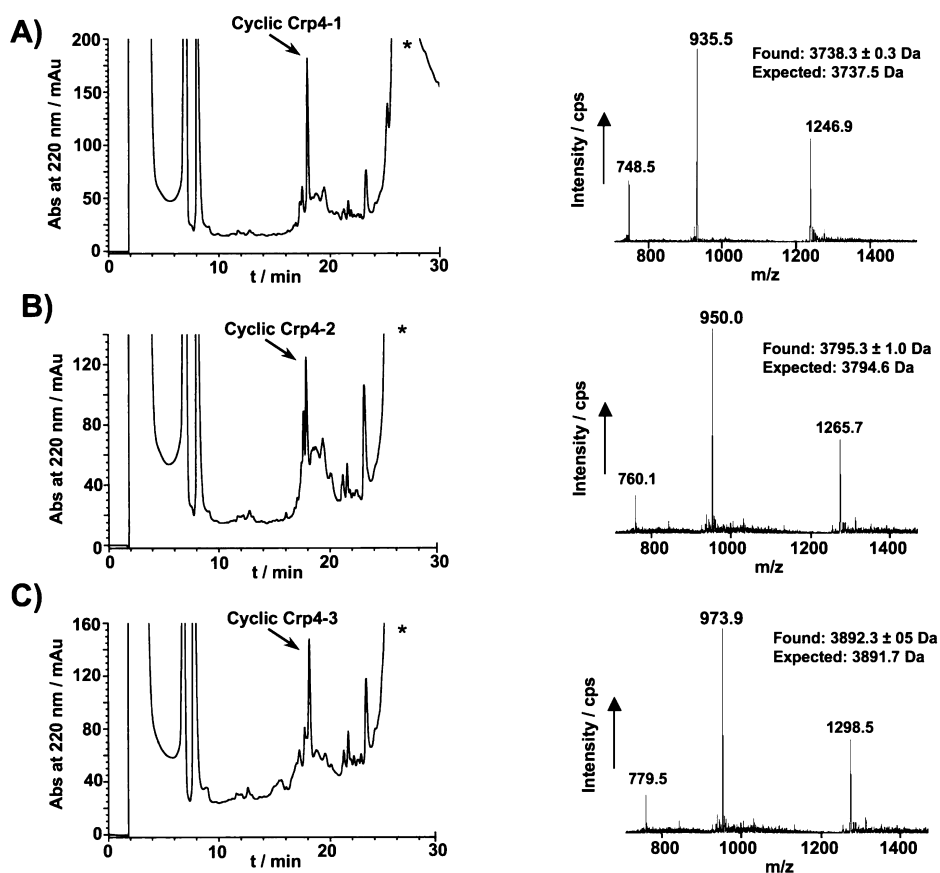 A)
Cyclic Crp4-1
*
200
150
100
50
0
Abs at 220 nm / mAu
0 10 20 30
t / min
935.5
Found: 3738.3 ± 0.3 Da
Expected: 3737.5 Da
1246.9
748.5
Intensity / cps
800 1000 1200 1400
m/z
B)
Cyclic Crp4-2
*
120
80
40
0
Abs at 220 nm / mAu
0 10 20 30
t / min
950.0
Found: 3795.3 ± 1.0 Da
Expected: 3794.6 Da
1265.7
760.1
Intensity / cps
800 1000 1200 1400
m/z
C)
Cyclic Crp4-3
*
160
120
80
40
0
Abs at 220 nm / mAu
0 10 20 30
t / min
973.9
Found: 3892.3 ± 05 Da
Expected: 3891.7 Da
1298.5
779.5
Intensity / cps
800 1000 1200 1400
m/z